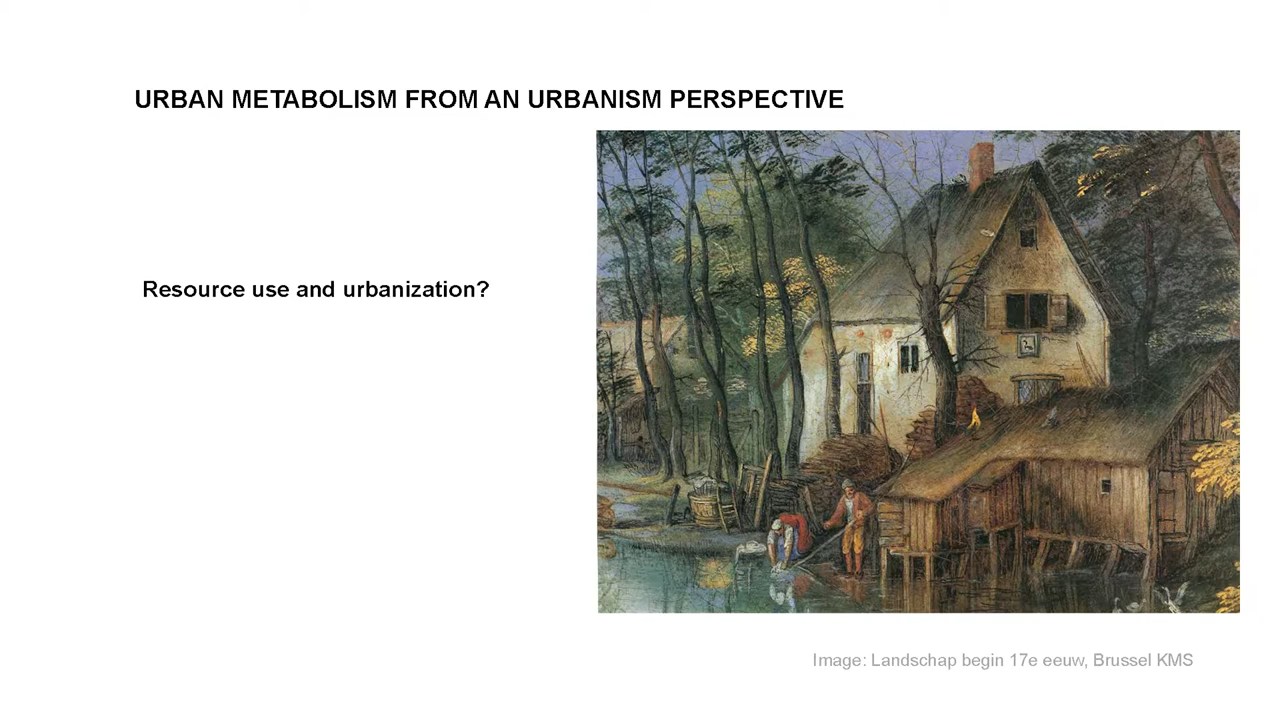 URBAN METABOLISM FROM AN URBANISM PERSPECTIVE
Resource use and urbanization?
Image: Landschap begin 17e eeuw, Brussel KMS